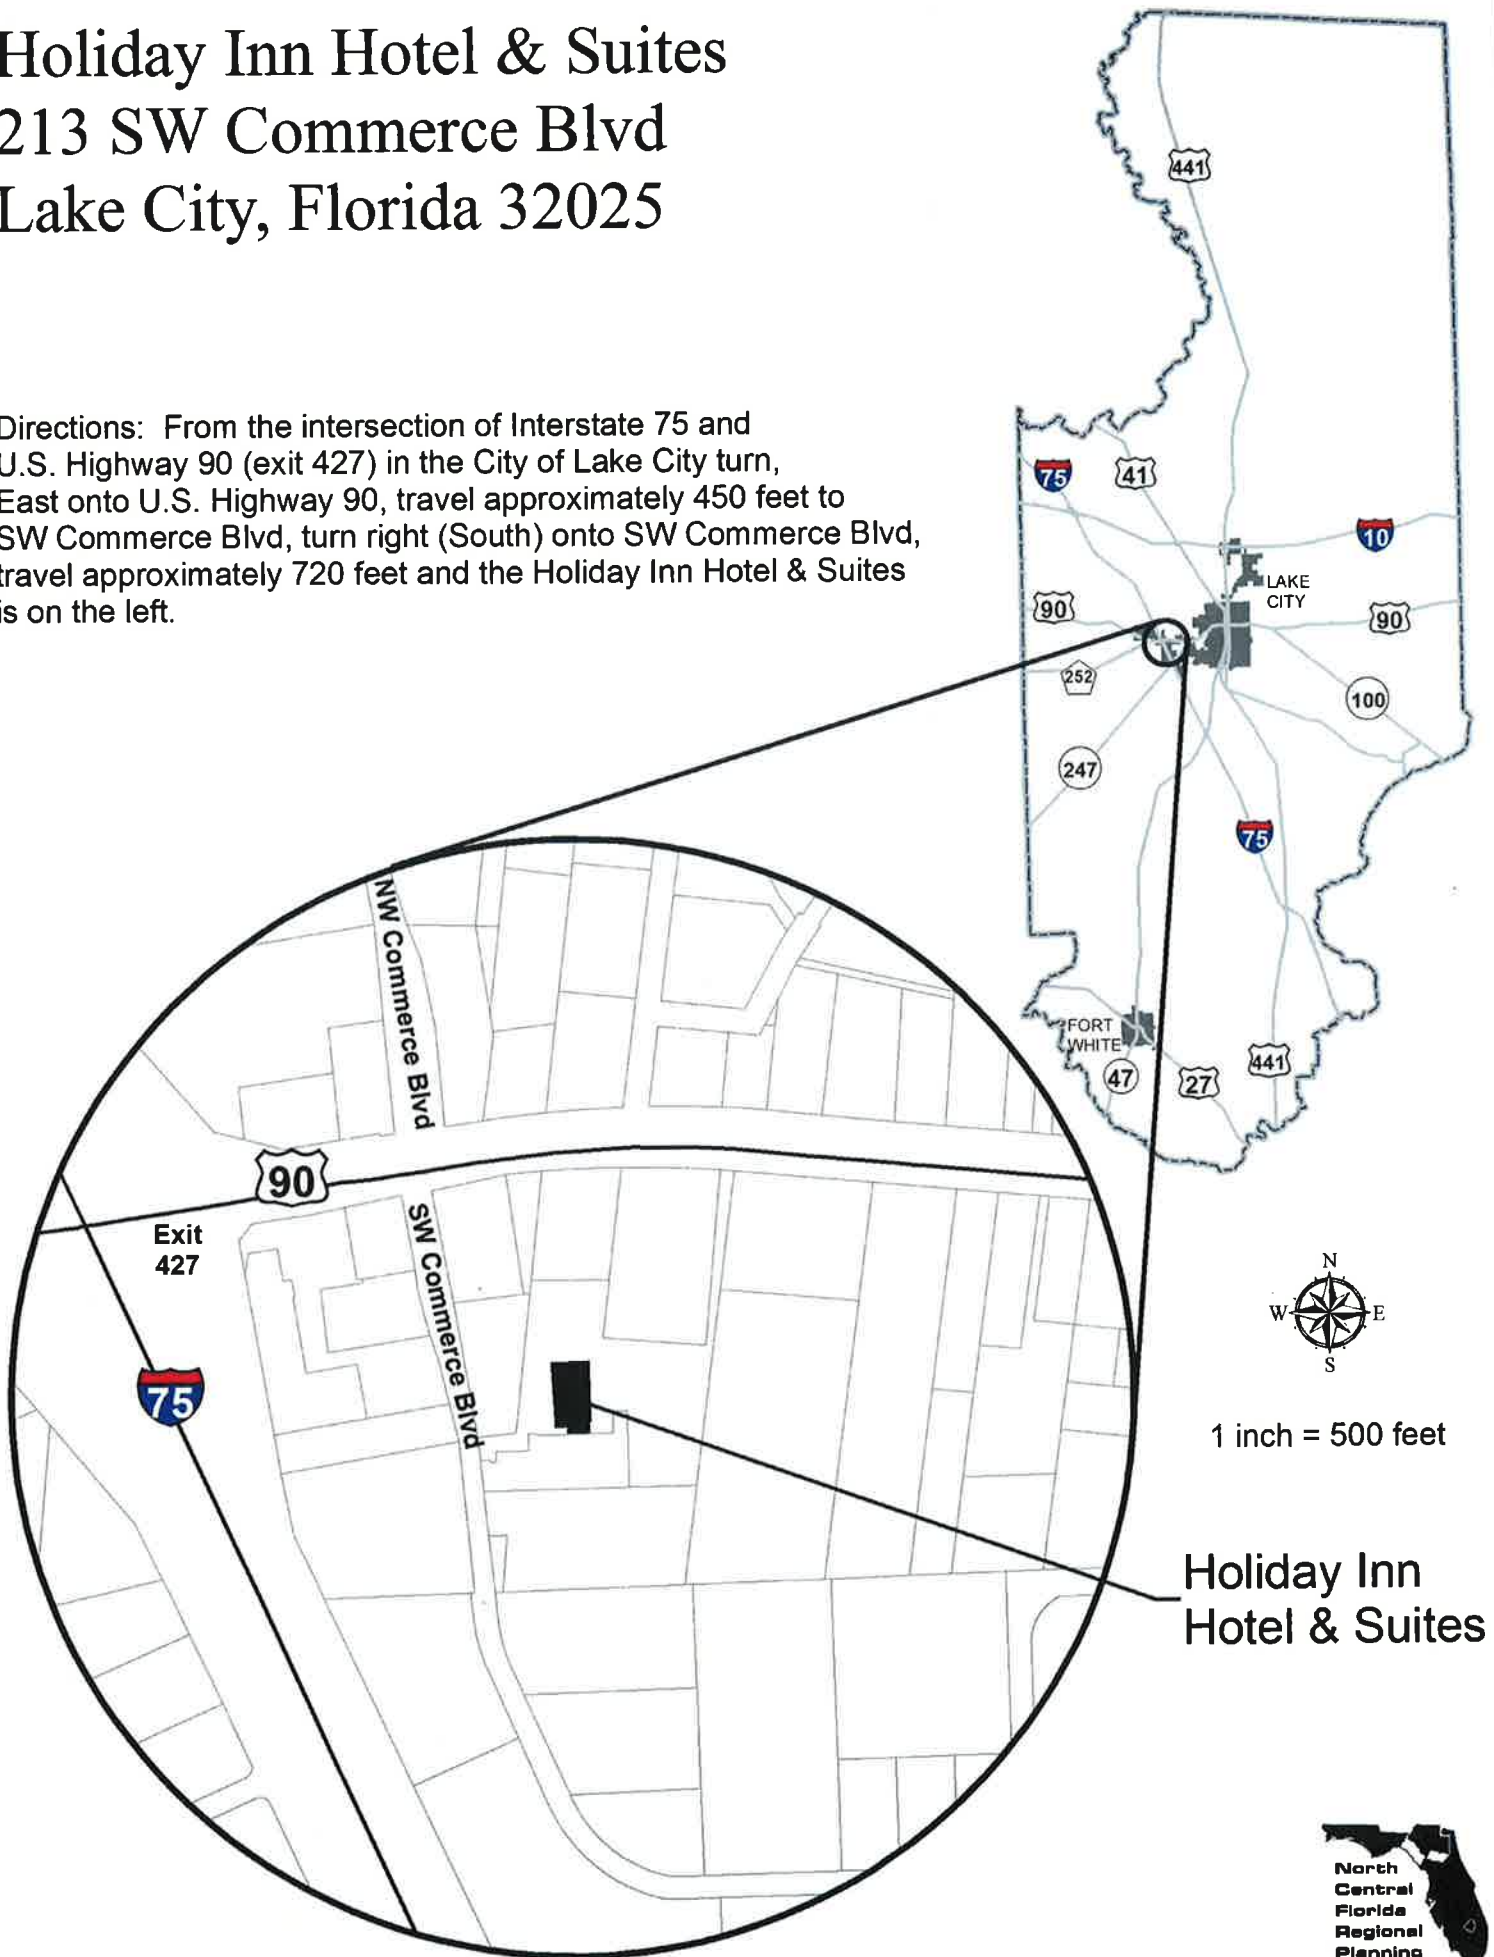 Holiday Inn Hotel & Suites
213 SW Commerce Blvd
Lake City, Florida 32025
Directions: From the intersection of Interstate 75 and
U.S. Highway 90 (exit 427) in the City of Lake City turn,
East onto U.S. Highway 90, travel approximately 450 feet to
SW Commerce Blvd, turn right (South) onto SW Commerce Blvd,
travel approximately 720 feet and the Holiday Inn Hotel & Suites
is on the left.
441
75
41
10
LAKE
CITY
90
90
252
100
247
75
FORT
WHITE
47
27
441
NW Commerce Blvd
90
Exit
427
SW Commerce Blvd
75
N
W
E
S
1 inch = 500 feet
Holiday Inn
Hotel & Suites
North
Central
Florida
Regional
Planning